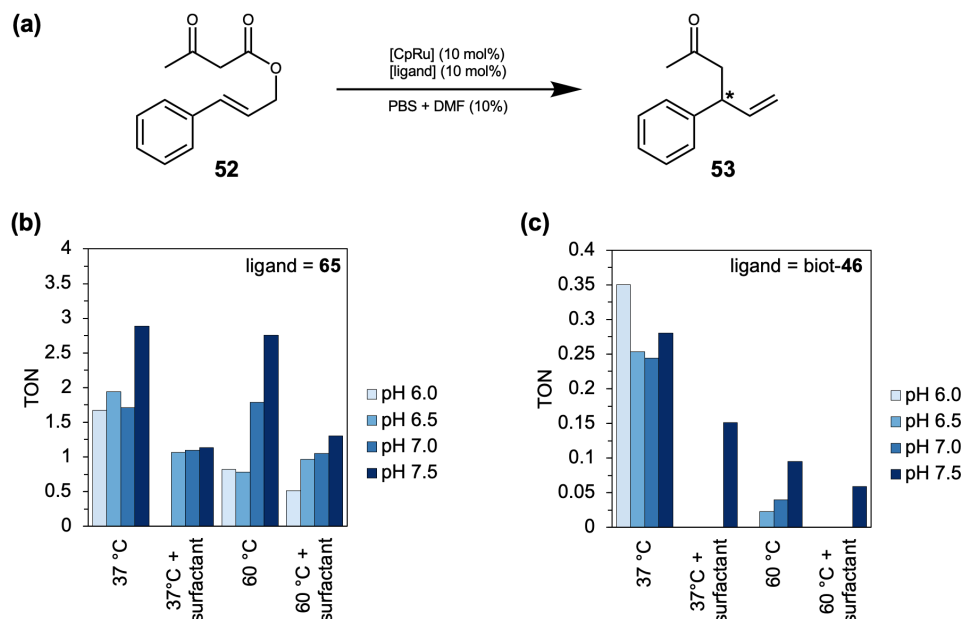 (a)
O
O
O
52
[CpRu] (10 mol%)
[ligand] (10 mol%)
PBS + DMF (10%)
O
*
53
(b)
ligand = 65
TON
4
3.5
3
2.5
2
1.5
1
0.5
0
37 °C
37°C +
surfactant
60 °C
60 °C +
surfactant
pH 6.0
pH 6.5
pH 7.0
pH 7.5
(c)
ligand = biot-46
TON
0.4
0.35
0.3
0.25
0.2
0.15
0.1
0.05
0
37 °C
37°C +
surfactant
60 °C
60 °C +
surfactant
pH 6.0
pH 6.5
pH 7.0
pH 7.5